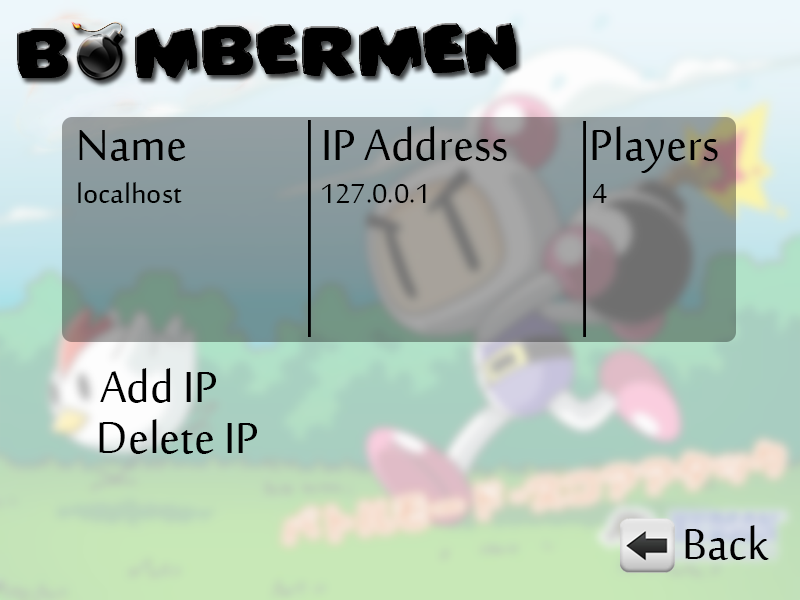 BOMBERMEN
Name IP Address Players
localhost 127.0.0.1 4
Add IP
Delete IP
Back